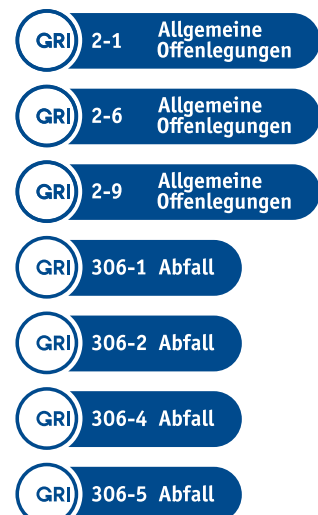 GRI 2-1 Allgemeine
Offenlegungen
GRI 2-6 Allgemeine
Offenlegungen
GRI 2-9 Allgemeine
Offenlegungen
GRI 306-1 Abfall
GRI 306-2 Abfall
GRI 306-4 Abfall
GRI 306-5 Abfall